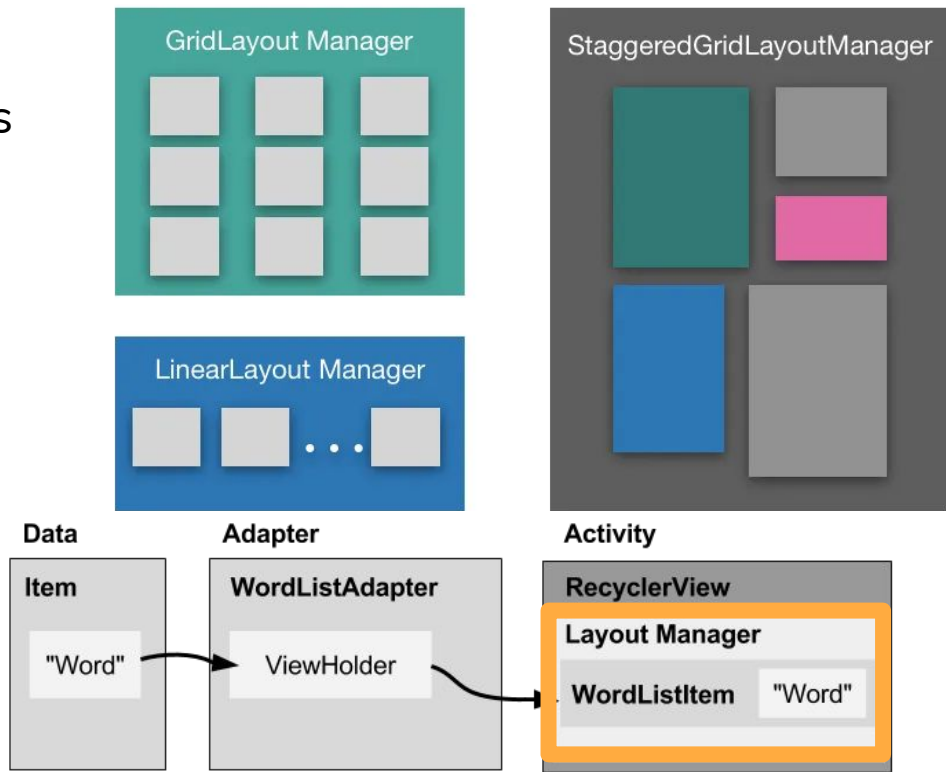 s
GridLayout Manager
StaggeredGridLayoutManager
LinearLayout Manager
...
Data
Adapter
Activity
Item
WordListAdapter
RecyclerView
Layout Manager
"Word"
ViewHolder
WordListItem
"Word"